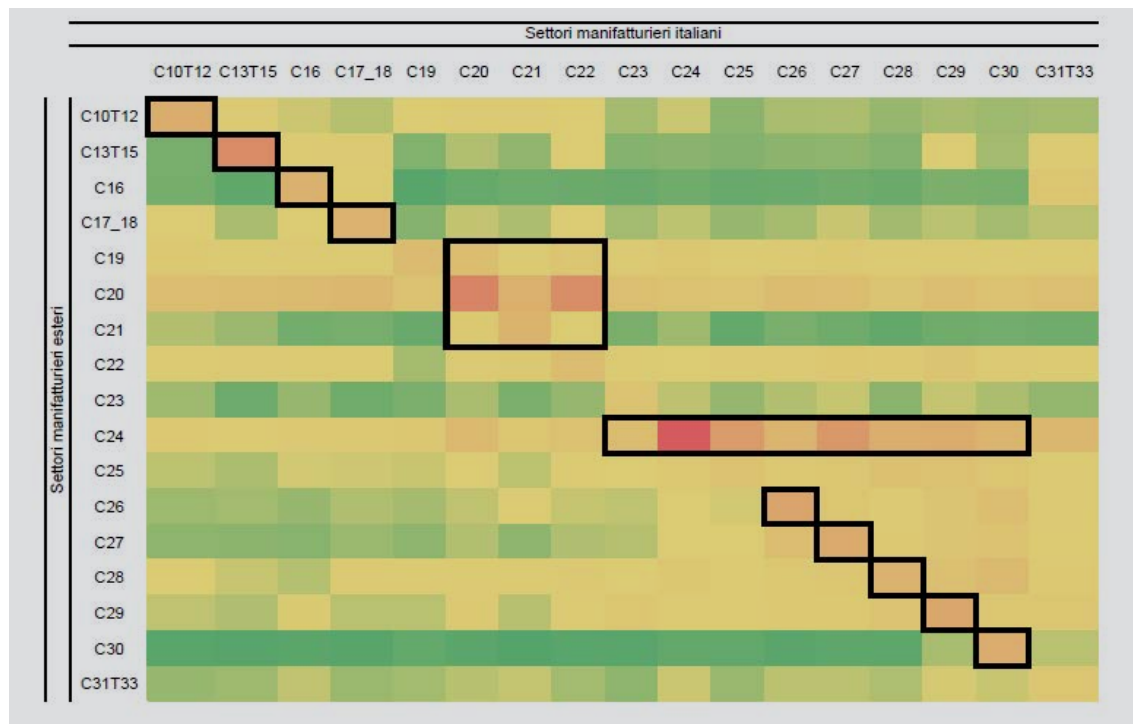 Settori manifatturieri italiani
C10T12 C13T15 C16 C17_18 C19 C20 C21 C22 C23 C24 C25 C26 C27 C28 C29 C30 C31T33
Settori manifatturieri esteri
C10T12
C13T15
C16
C17_18
C19
C20
C21
C22
C23
C24
C25
C26
C27
C28
C29
C30
C31T33